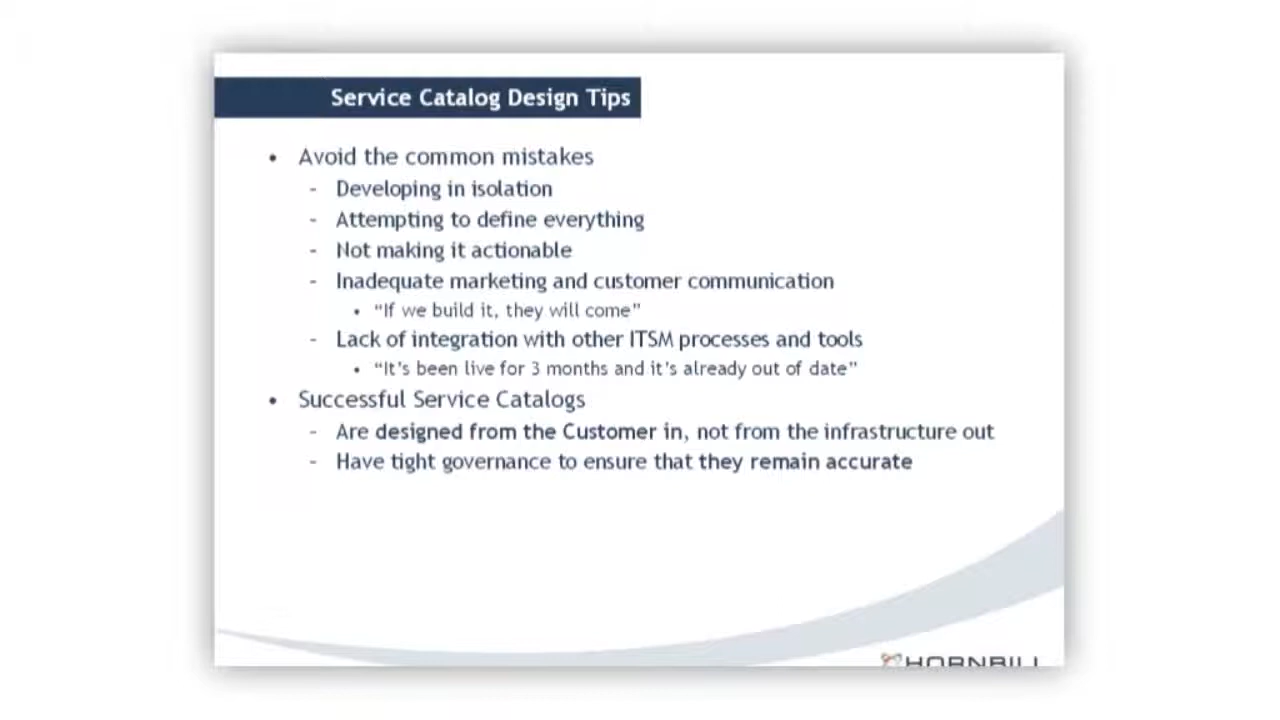 Service Catalog Design Tips
• Avoid the common mistakes
- Developing in isolation
- Attempting to define everything
- Not making it actionable
- Inadequate marketing and customer communication
• “If we build it, they will come”
- Lack of integration with other ITSM processes and tools
• “It’s been live for 3 months and it’s already out of date”
• Successful Service Catalogs
- Are designed from the Customer in, not from the infrastructure out
- Have tight governance to ensure that they remain accurate
HORNBILL